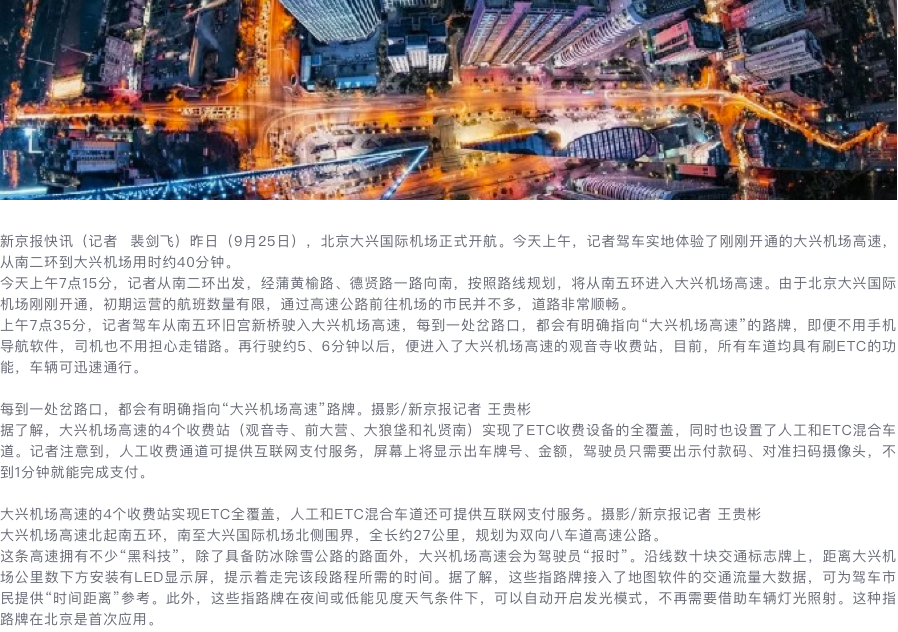 新京报快讯（记者 裴剑飞）昨日（9月25日），北京大兴国际机场正式开航。今天上午，记者驾车实地体验了刚刚开通的大兴机场高速，
从南二环到大兴机场用时约40分钟。
今天上午7点15分，记者从南二环出发，经蒲黄榆路、德贤路一路向南，按照路线规划，将从南五环进入大兴机场高速。由于北京大兴国际
机场刚刚开通，初期运营的航班数量有限，通过高速公路前往机场的市民并不多，道路非常顺畅。
上午7点35分，记者驾车从南五环旧宫新桥驶入大兴机场高速，每到一处岔路口，都会有明确指向“大兴机场高速”的路牌，即便不用手机
导航软件，司机也不用担心走错路。再行驶约5、6分钟以后，便进入了大兴机场高速的观音寺收费站，目前，所有车道均具有刷ETC的功
能，车辆可迅速通行。
每到一处岔路口，都会有明确指向“大兴机场高速”路牌。摄影/新京报记者 王贵彬
据了解，大兴机场高速的4个收费站（观音寺、前大营、大狼垡和礼贤南）实现了ETC收费设备的全覆盖，同时也设置了人工和ETC混合车
道。记者注意到，人工收费通道可提供互联网支付服务，屏幕上将显示出车牌号、金额，驾驶员只需要出示付款码、对准扫码摄像头，不
到1分钟就能完成支付。
大兴机场高速的4个收费站实现ETC全覆盖，人工和ETC混合车道还可提供互联网支付服务。摄影/新京报记者 王贵彬
大兴机场高速北起南五环，南至大兴国际机场北侧围界，全长约27公里，规划为双向八车道高速公路。
这条高速拥有不少“黑科技”，除了具备防冰除雪公路的路面外，大兴机场高速会为驾驶员“报时”。沿线数十块交通标志牌上，距离大兴机
场公里数下方安装有LED显示屏，提示着走完该段路程所需的时间。据了解，这些指路牌接入了地图软件的交通流量大数据，可为驾车市
民提供“时间距离”参考。此外，这些指路牌在夜间或低能见度天气条件下，可以自动开启发光模式，不再需要借助车辆灯光照射。这种指
路牌在北京是首次应用。